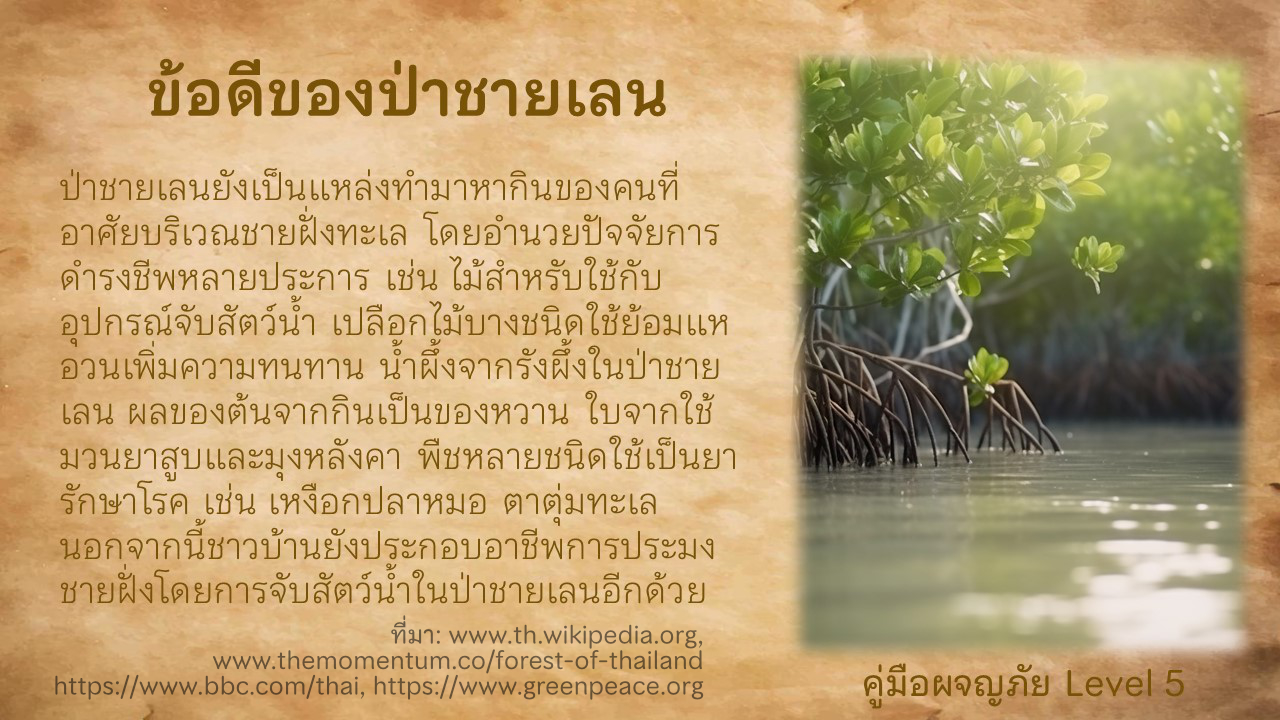 ข้อดีของป่าชายเลน
ป่าชายเลนยังเป็นแหล่งทำมาหากินของคนที่
อาศัยบริเวณชายฝั่งทะเล โดยอำนวยปัจจัยการ
ดำรงชีพหลายประการ เช่น ไม้สำหรับใช้กับ
อุปกรณ์จับสัตว์น้ำ เปลือกไม้บางชนิดใช้ย้อมแห
อวนเพิ่มความทนทาน น้ำผึ้งจากรังผึ้งในป่าชาย
เลน ผลของต้นจากกินเป็นของหวาน ใบจากใช้
มวนยาสูบและมุงหลังคา พืชหลายชนิดใช้เป็นยา
รักษาโรค เช่น เหงือกปลาหมอ ตาตุ่มทะเล
นอกจากนี้ชาวบ้านยังประกอบอาชีพการประมง
ชายฝั่งโดยการจับสัตว์น้ำในป่าชายเลนอีกด้วย
ที่มา: www.th.wikipedia.org,
www.themomentum.co/forest-of-thailand
https://www.bbc.com/thai, https://www.greenpeace.org
คู่มือผจญภัย Level 5